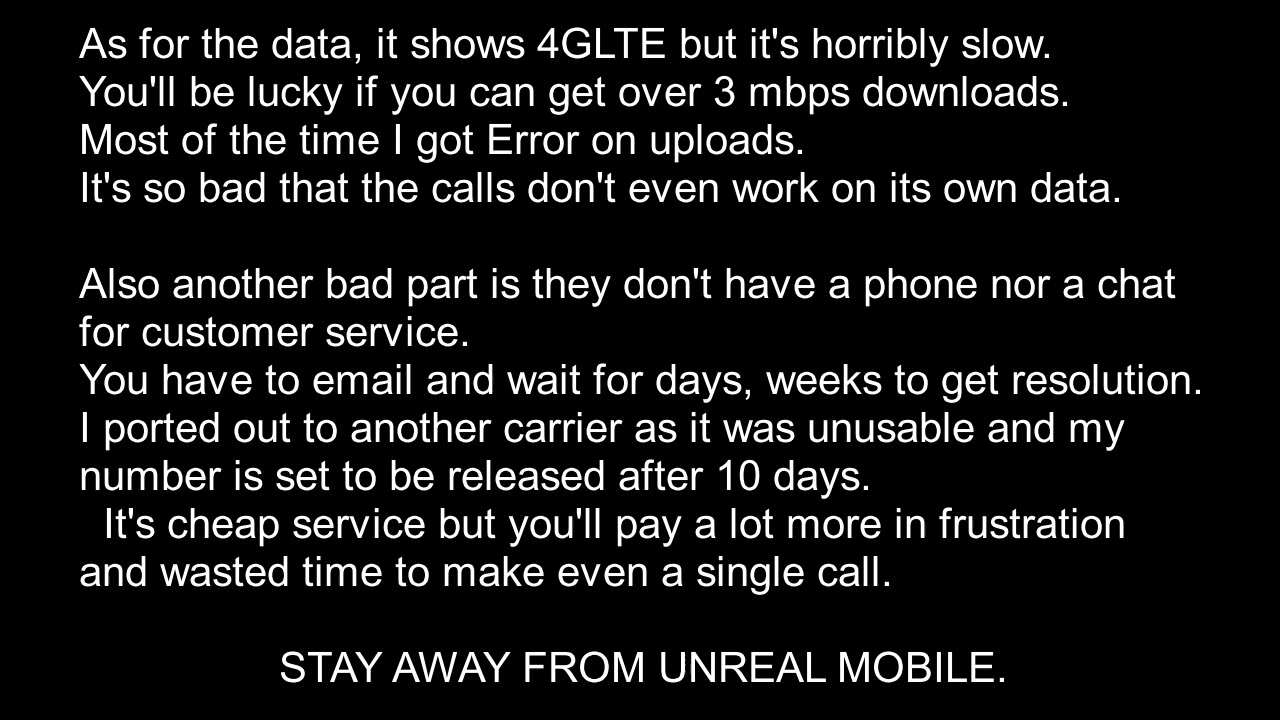 As for the data, it shows 4GLTE but it's horribly slow.
You'll be lucky if you can get over 3 mbps downloads.
Most of the time I got Error on uploads.
It's so bad that the calls don't even work on its own data.
Also another bad part is they don't have a phone nor a chat
for customer service.
You have to email and wait for days, weeks to get resolution.
I ported out to another carrier as it was unusable and my
number is set to be released after 10 days.
It's cheap service but you'll pay a lot more in frustration
and wasted time to make even a single call.
STAY AWAY FROM UNREAL MOBILE.